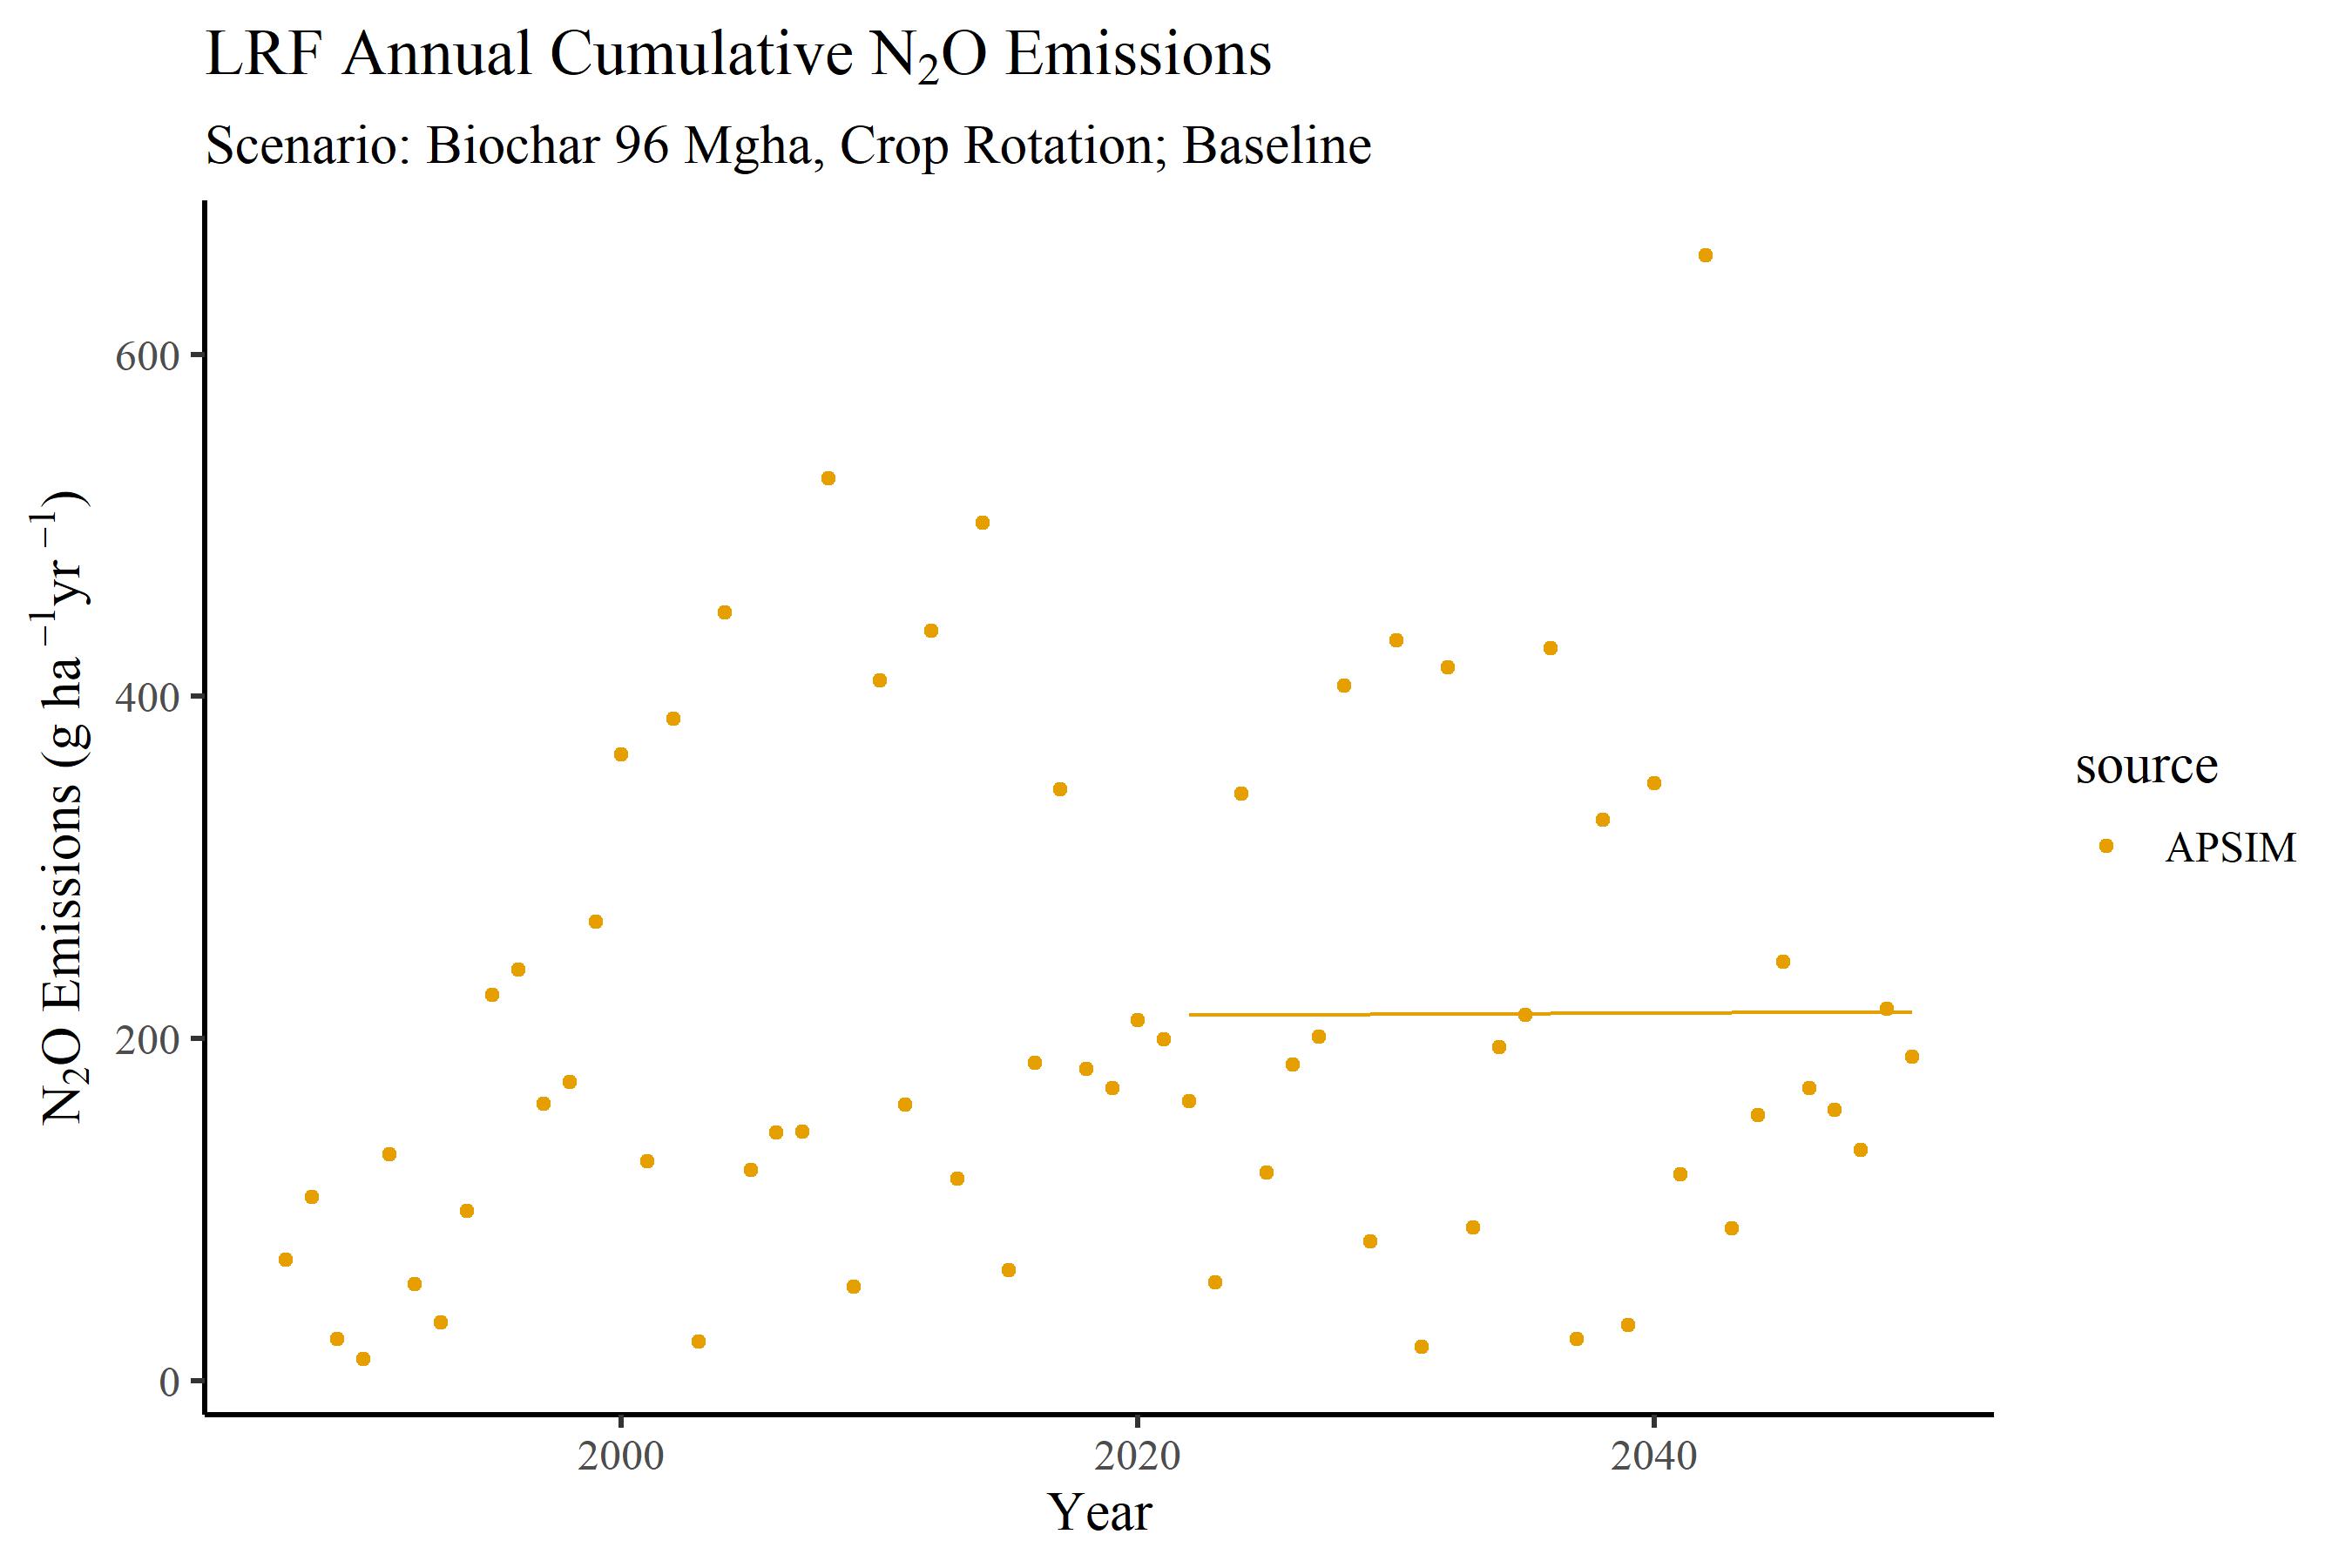 LRF Annual Cumulative N₂O Emissions
Scenario: Biochar 96 Mgha, Crop Rotation; Baseline
N₂O Emissions (g ha ⁻¹yr ⁻¹)
600
400
200
0
2000 2020 2040
Year
source
APSIM